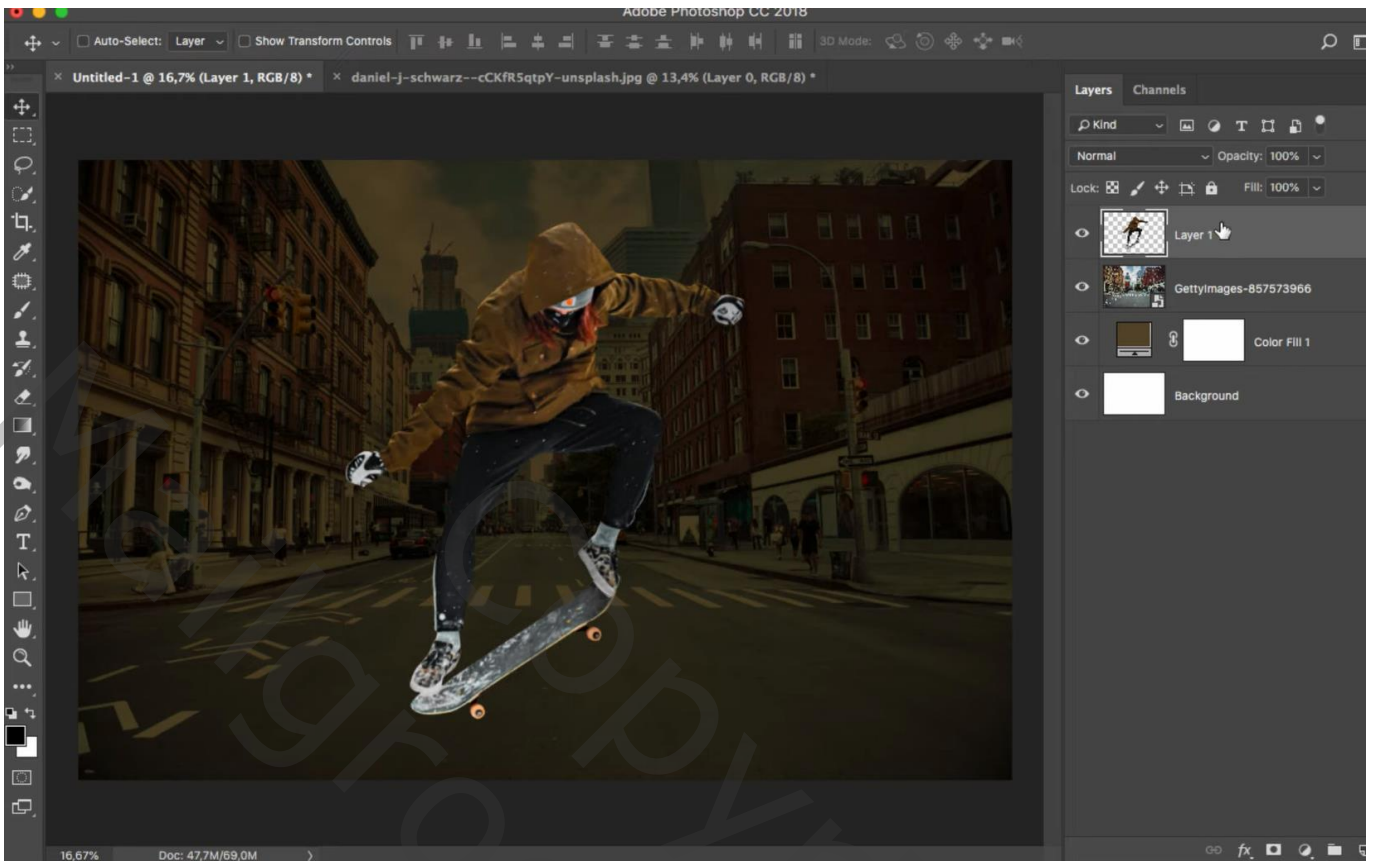 Adobe Photoshop CC 2018
Auto-Select: Layer Show Transform Controls 3D Mode:
× Untitled-1 @ 16,7% (Layer 1, RGB/8) * × daniel-j-schwarz--cCKfR5qtpY-unsplash.jpg @ 13,4% (Layer 0, RGB/8) *
Layers Channels
Kind
Normal Opacity: 100%
Lock: Fill: 100%
Layer 1
GettyImages-857573966
Color Fill 1
Background
16,67% Doc: 47,7M/69,0M